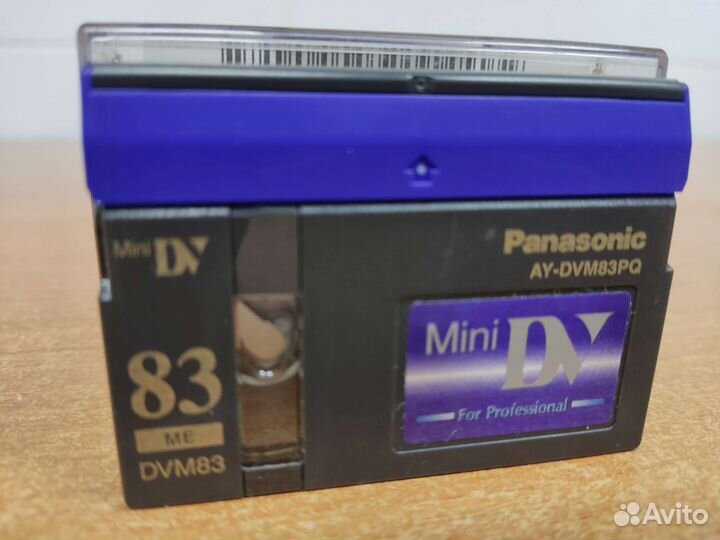 Mini DV
83
ME
DVM83
Panasonic
AY-DVM83PQ
Mini DV
For Professional
Avito